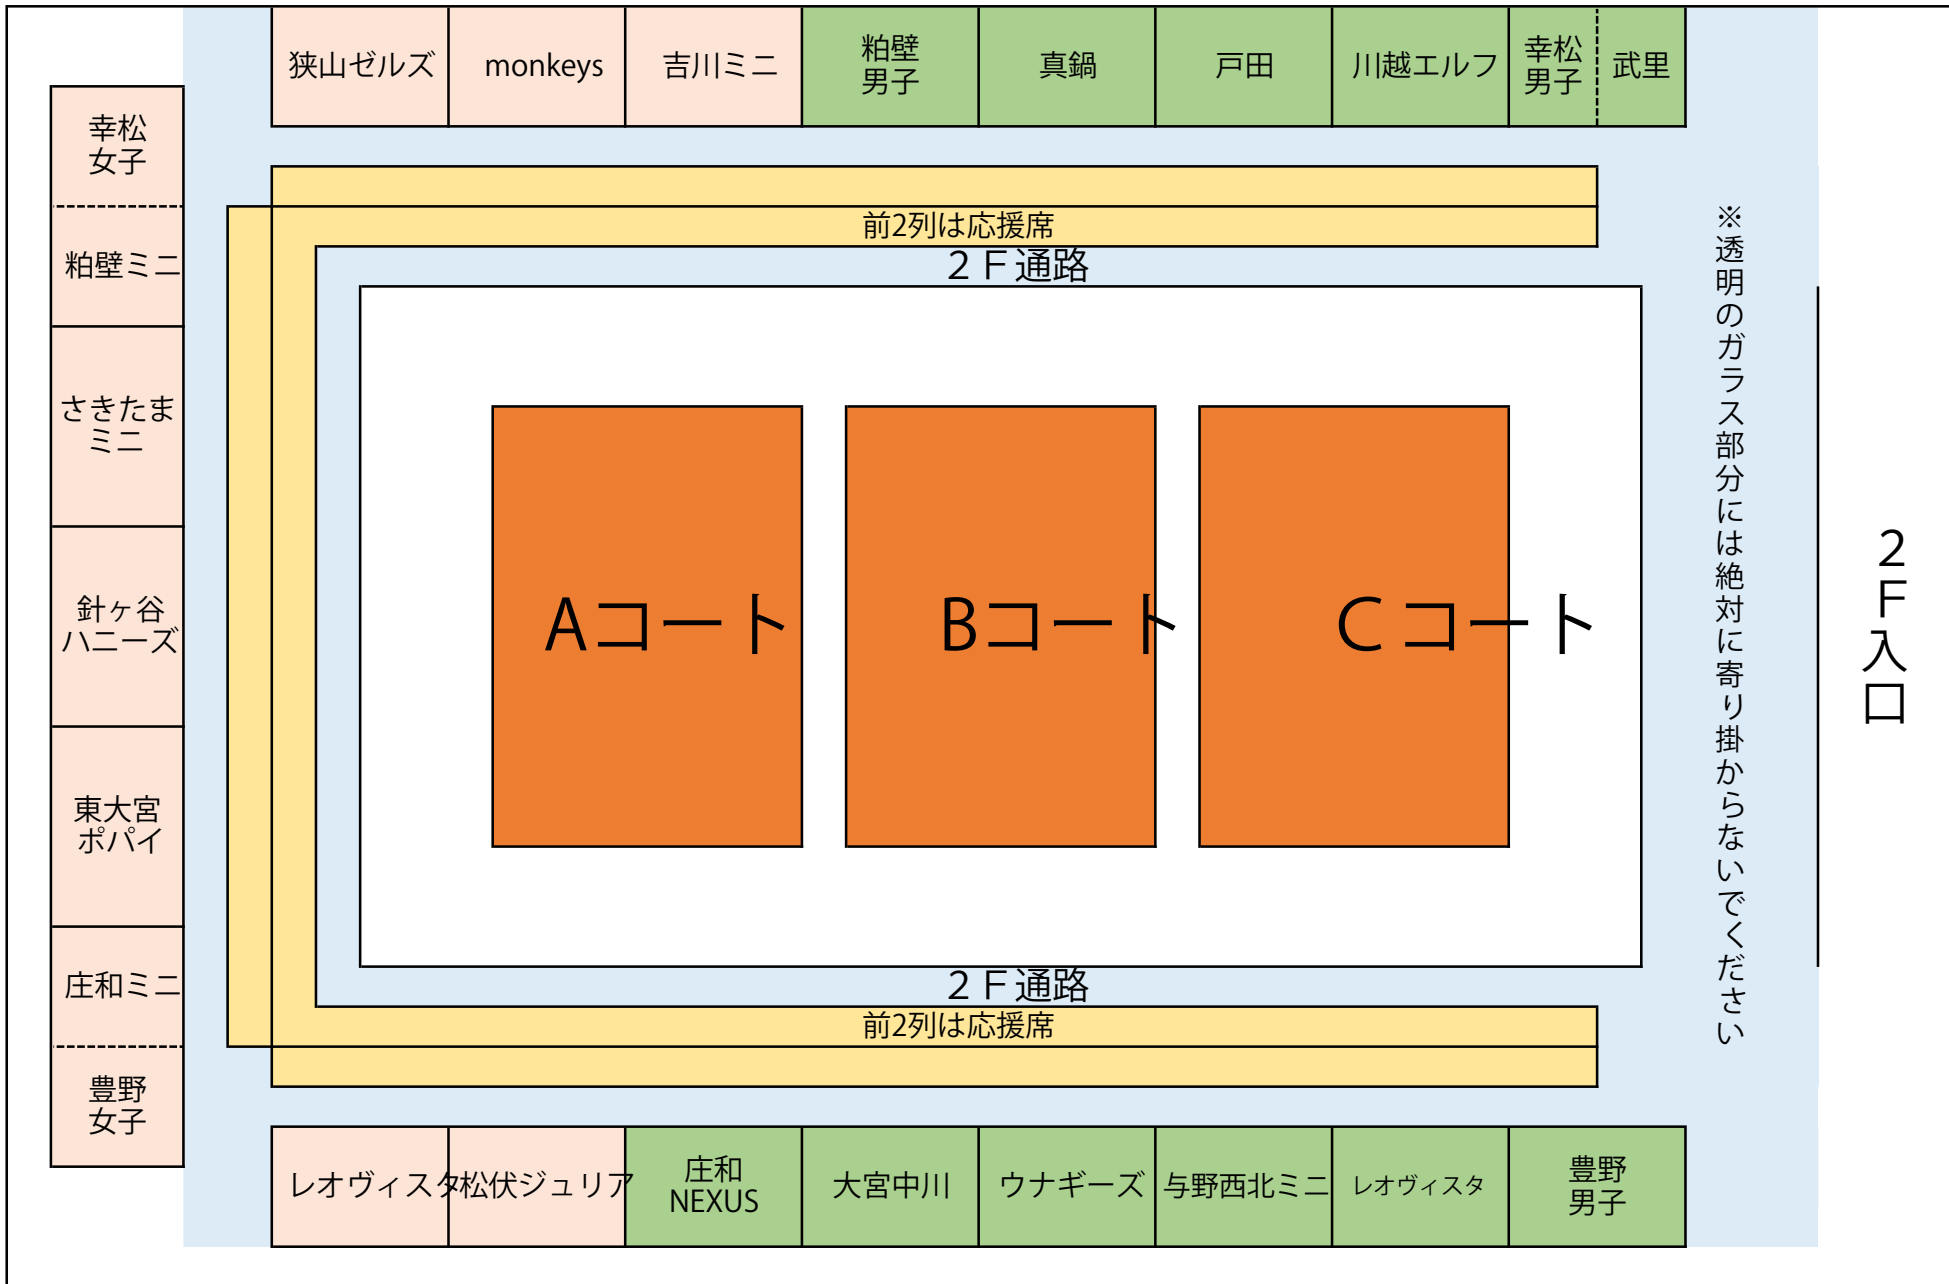 狭山ゼルズ
monkeys
吉川ミニ
粕壁
男子
真鍋
戸田
川越エルフ
幸松
男子
武里
幸松
女子
粕壁ミニ
さきたま
ミニ
針ヶ谷
ハニーズ
東大宮
ポパイ
庄和ミニ
豊野
女子
前2列は応援席
２Ｆ通路
Aコート
Bコート
Ｃコート
２Ｆ通路
前2列は応援席
※透明のガラス部分には絶対に寄り掛からないでください
２Ｆ入口
レオヴィスタ
松伏ジュリア
庄和
NEXUS
大宮中川
ウナギーズ
与野西北ミニ
レオヴィスタ
豊野
男子